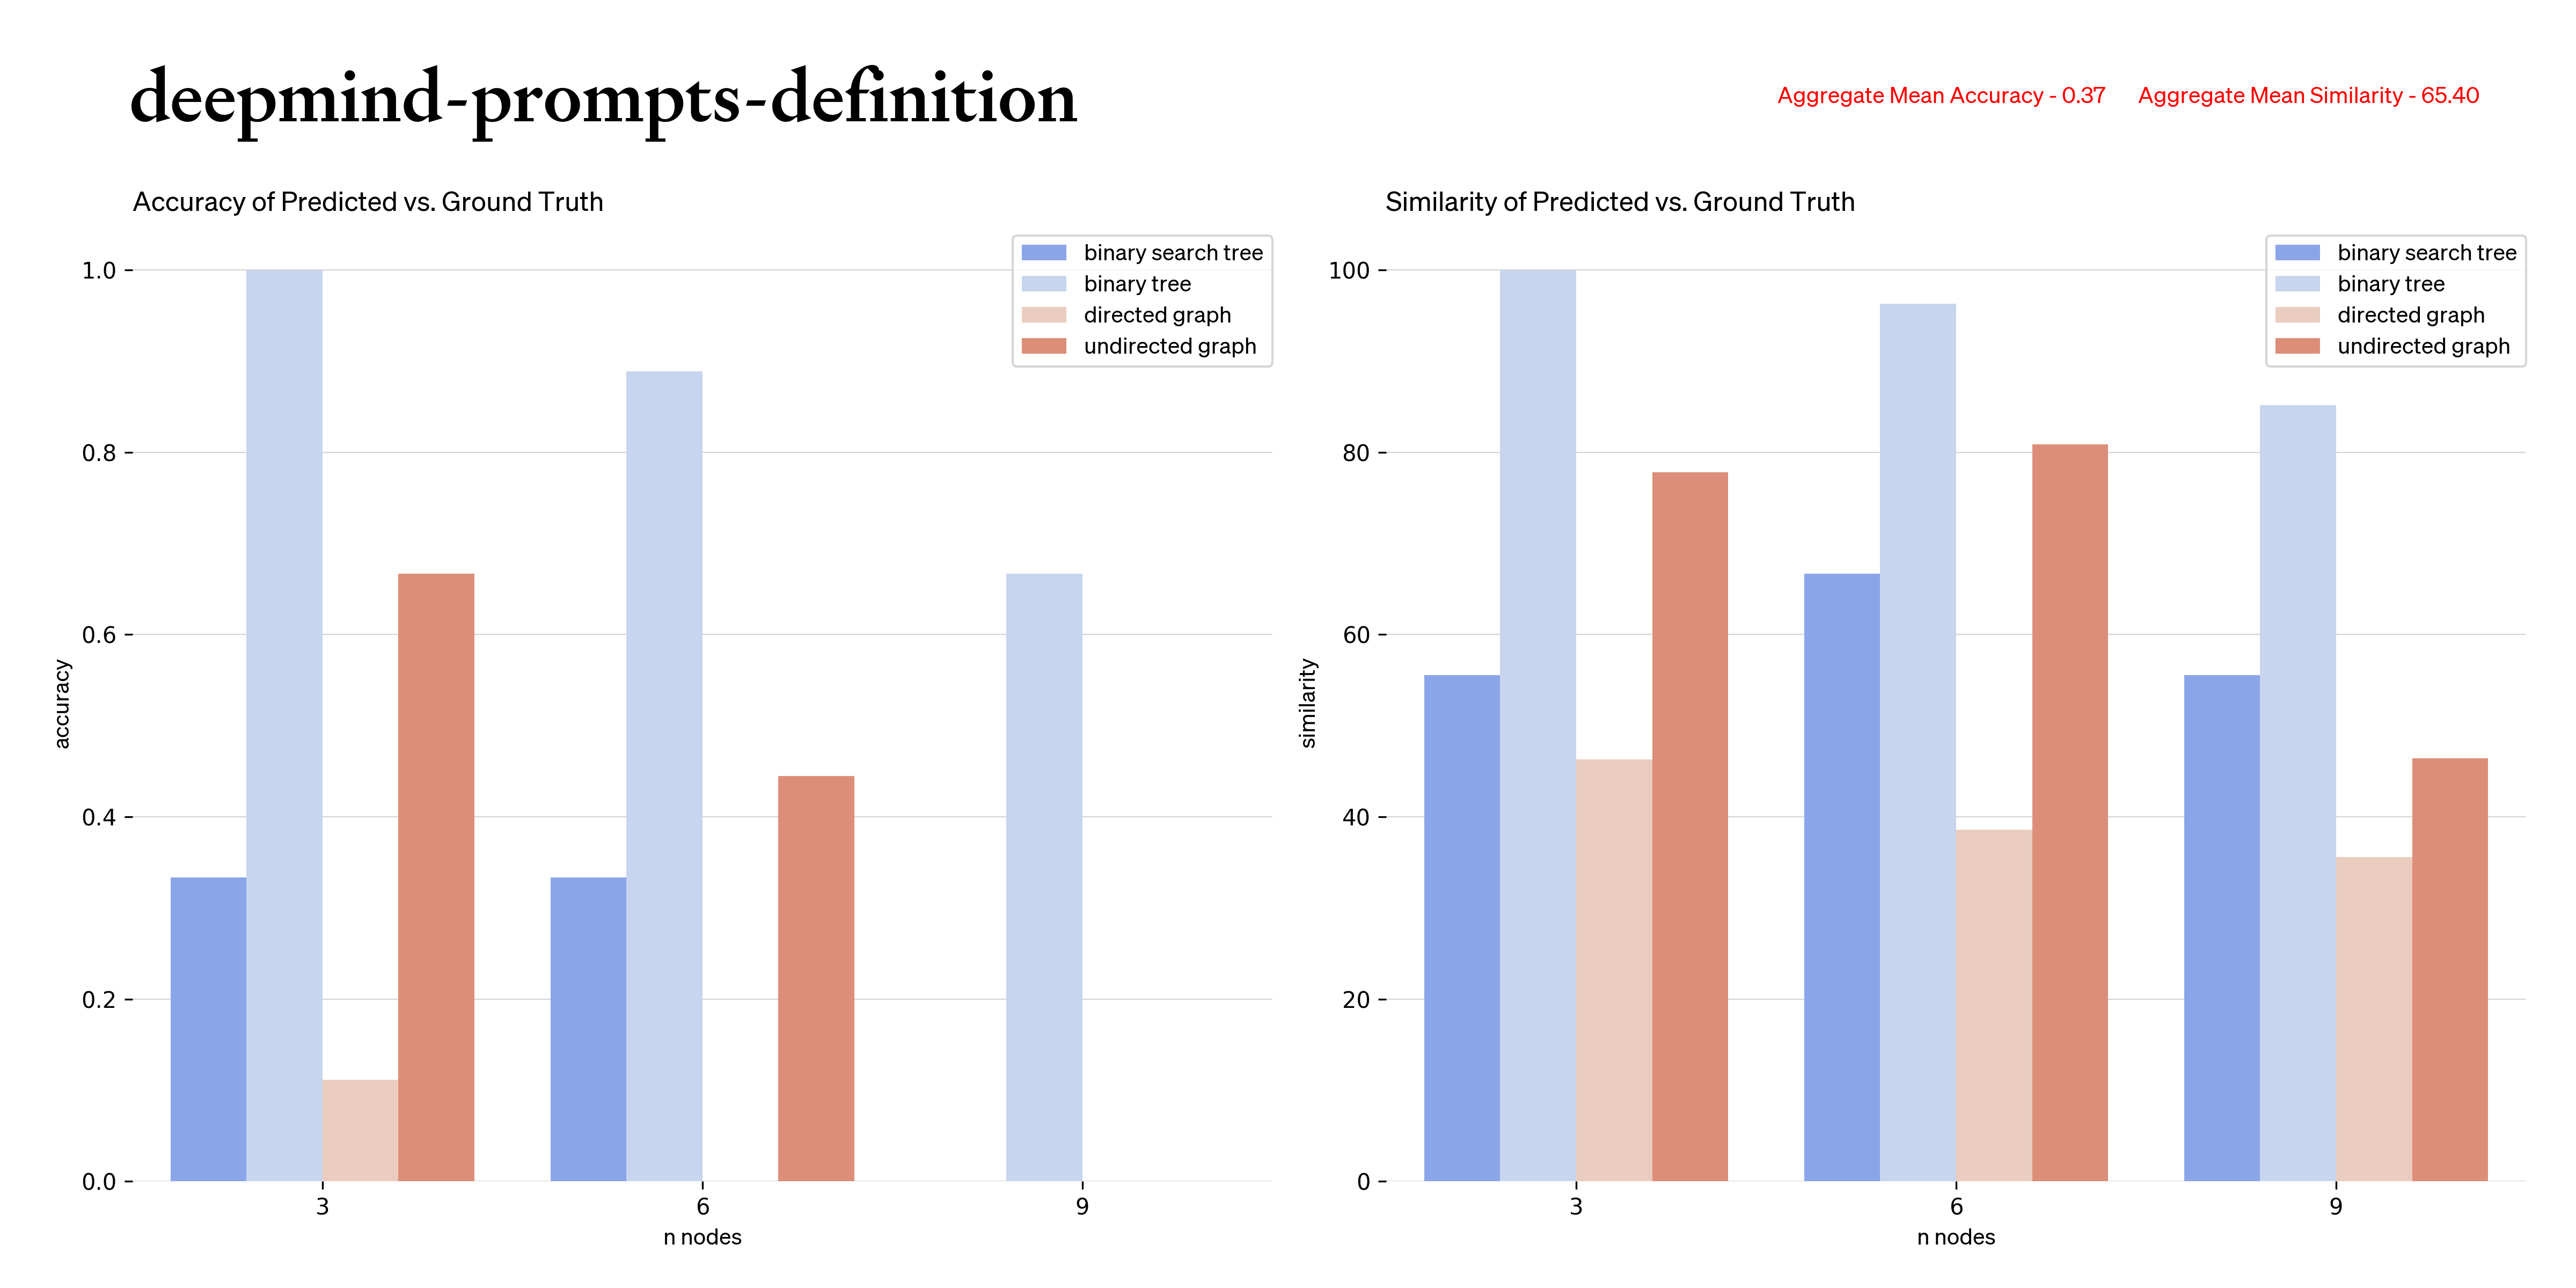 deepmind-prompts-definition
Aggregate Mean Accuracy - 0.37
Aggregate Mean Similarity - 65.40
Accuracy of Predicted vs. Ground Truth
binary search tree
binary tree
directed graph
undirected graph
1.0
0.8
0.6
0.4
0.2
0.0
accuracy
3
6
9
n nodes
Similarity of Predicted vs. Ground Truth
binary search tree
binary tree
directed graph
undirected graph
100
80
60
40
20
0
similarity
3
6
9
n nodes